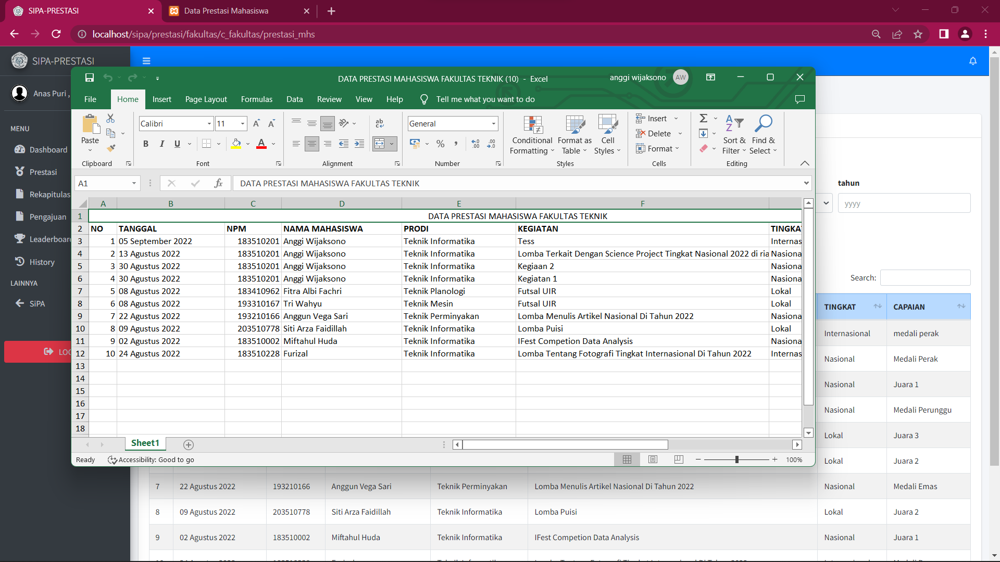 SIPA-PRESTASI
Data Prestasi Mahasiswa
localhost/sipa/prestasi/fakultas/c_fakultas/prestasi_mhs
SIPA-PRESTASI
Anas Puri ,
MENU
Dashboard
Prestasi
Rekapitulas
Pengajuan
Leaderboar
History
LAINNYA
SiPA
LO
DATA PRESTASI MAHASISWA FAKULTAS TEKNIK (10) - Excel
anggi wijaksono AW
File Home Insert Page Layout Formulas Data Review View Help Tell me what you want to do
Paste
Clipboard
Calibri 11
B I U A
Font
ab
Alignment
General
% ,
Number
Conditional Formatting
Format as Table
Cell Styles
Styles
Insert
Delete
Format
Cells
Sort & Filter
Find & Select
Editing
A1 fx DATA PRESTASI MAHASISWA FAKULTAS TEKNIK
A B C D E F
1 DATA PRESTASI MAHASISWA FAKULTAS TEKNIK
2 NO TANGGAL NPM NAMA MAHASISWA PRODI KEGIATAN TINGKA
3 1 05 September 2022 183510201 Anggi Wijaksono Teknik Informatika Tess Internas
4 2 13 Agustus 2022 183510201 Anggi Wijaksono Teknik Informatika Lomba Terkait Dengan Science Project Tingkat Nasional 2022 di ria Nasiona
5 3 30 Agustus 2022 183510201 Anggi Wijaksono Teknik Informatika Kegiaan 2 Nasiona
6 4 30 Agustus 2022 183510201 Anggi Wijaksono Teknik Informatika Kegiatan 1 Nasiona
7 5 08 Agustus 2022 183410962 Fitra Albi Fachri Teknik Planologi Futsal UIR Lokal
8 6 08 Agustus 2022 193310167 Tri Wahyu Teknik Mesin Futsal UIR Lokal
9 7 22 Agustus 2022 193210166 Anggun Vega Sari Teknik Perminyakan Lomba Menulis Artikel Nasional Di Tahun 2022 Nasiona
10 8 09 Agustus 2022 203510778 Siti Arza Faidillah Teknik Informatika Lomba Puisi Lokal
11 9 02 Agustus 2022 183510002 Miftahul Huda Teknik Informatika IFest Competion Data Analysis Nasiona
12 10 24 Agustus 2022 183510228 Furizal Teknik Informatika Lomba Tentang Fotografi Tingkat Internasional Di Tahun 2022 Internas
13
14
15
16
17
18
Sheet1
Ready Accessibility: Good to go 100%
tahun
yyyy
Search:
TINGKAT CAPAIAN
Internasional medali perak
Nasional Medali Perak
Nasional Juara 1
Nasional Medali Perunggu
Lokal Juara 3
Lokal Juara 2
7 22 Agustus 2022 193210166 Anggun Vega Sari Teknik Perminyakan Lomba Menulis Artikel Nasional Di Tahun 2022 Nasional Medali Emas
8 09 Agustus 2022 203510778 Siti Arza Faidillah Teknik Informatika Lomba Puisi Lokal Juara 2
9 02 Agustus 2022 183510002 Miftahul Huda Teknik Informatika IFest Competion Data Analysis Nasional Juara 1